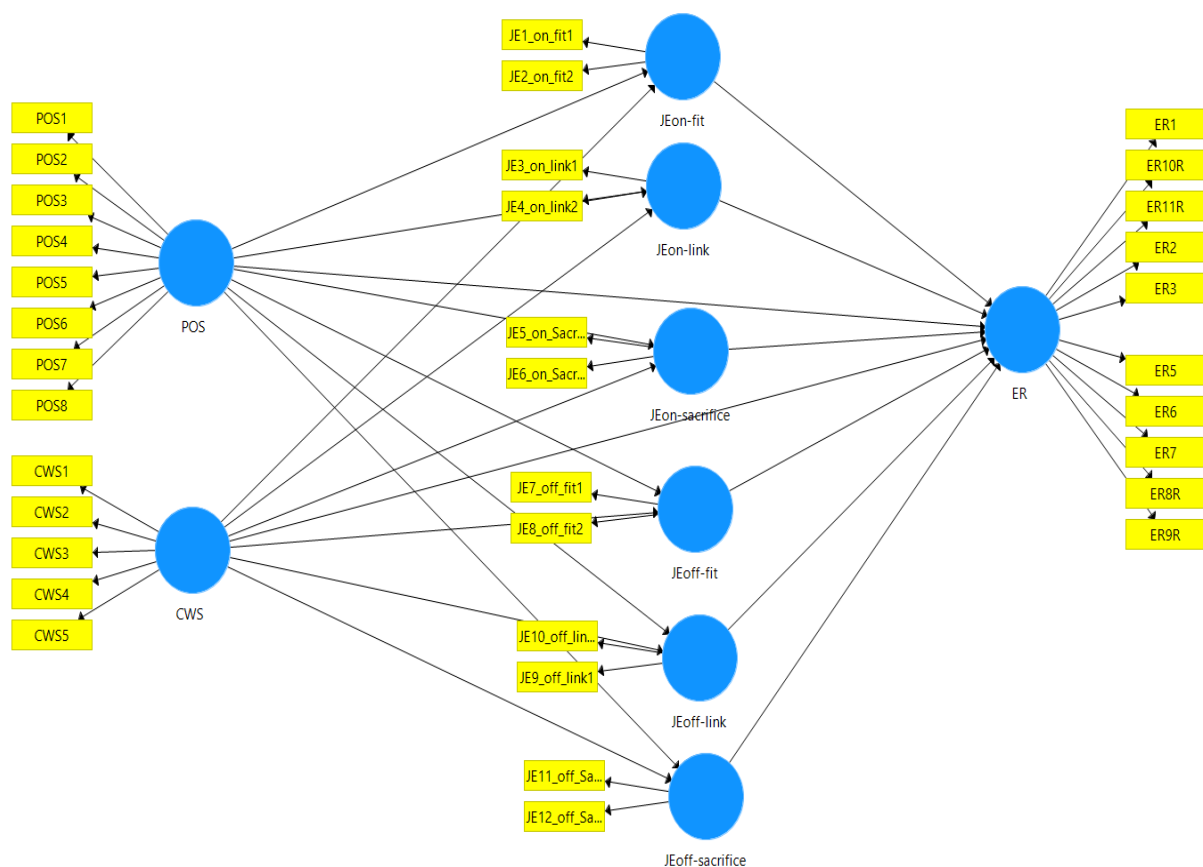 POS1
POS2
POS3
POS4
POS5
POS6
POS7
POS8
POS
CWS1
CWS2
CWS3
CWS4
CWS5
CWS
JE1_on_fit1
JE2_on_fit2
JEon-fit
JE3_on_link1
JE4_on_link2
JEon-link
JE5_on_Sacr...
JE6_on_Sacr...
JEon-sacrifice
JE7_off_fit1
JE8_off_fit2
JEoff-fit
JE10_off_lin...
JE9_off_link1
JEoff-link
JE11_off_Sa...
JE12_off_Sa...
JEoff-sacrifice
ER
ER1
ER10R
ER11R
ER2
ER3
ER5
ER6
ER7
ER8R
ER9R